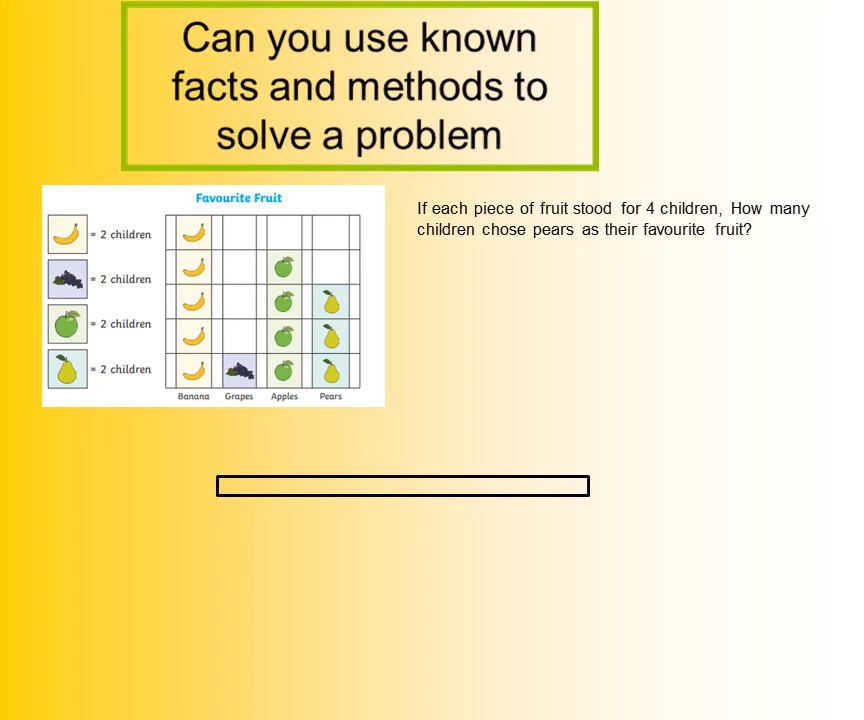 Can you use known
facts and methods to
solve a problem
Favourite Fruit
= 2 children
= 2 children
= 2 children
= 2 children
Banana Grapes Apples Pears
If each piece of fruit stood for 4 children, How many
children chose pears as their favourite fruit?